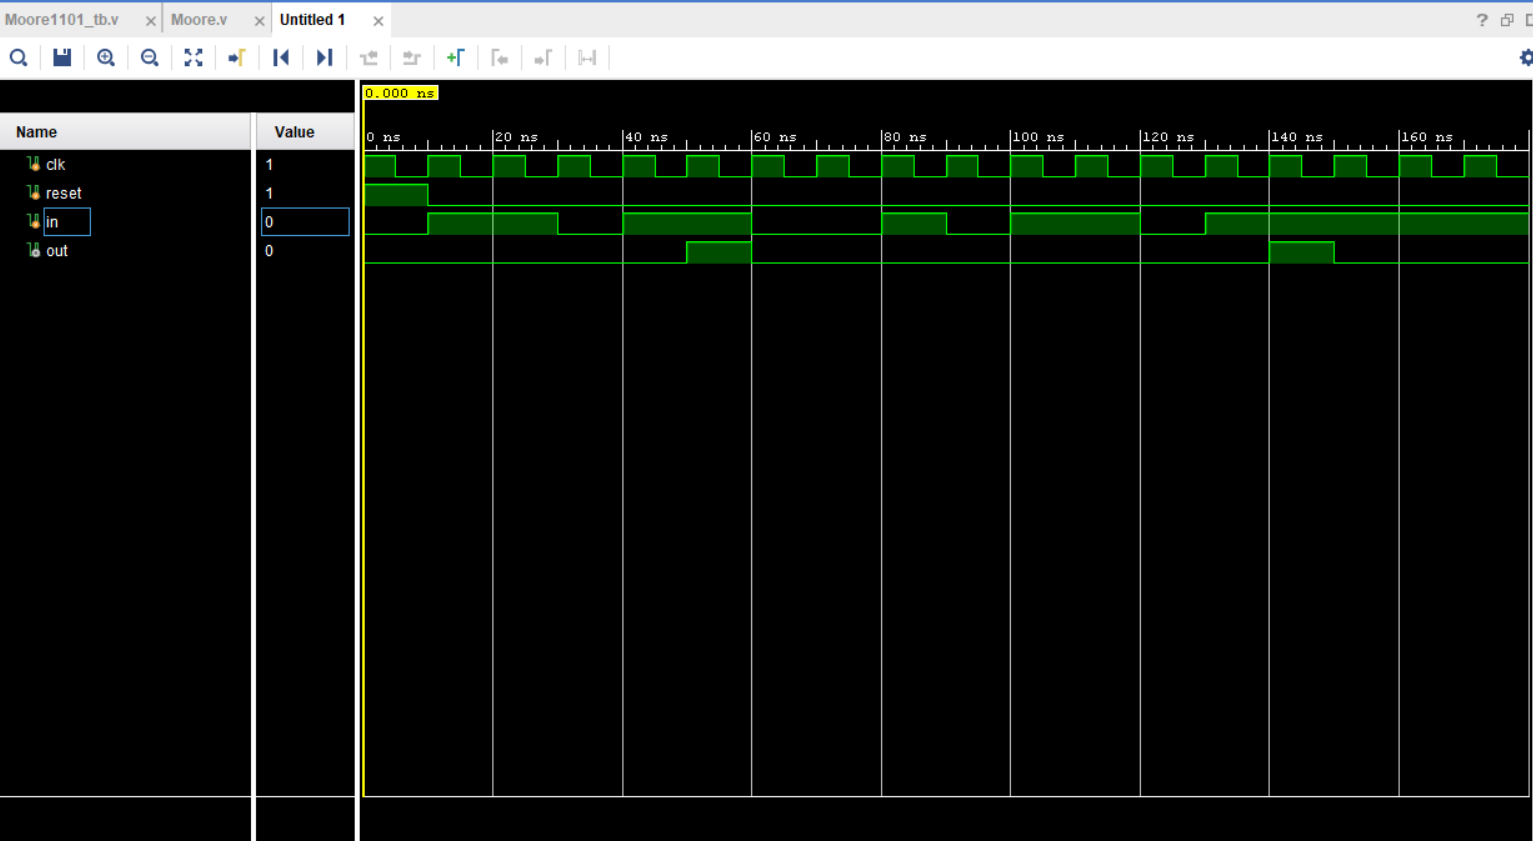 Moore1101_tb.v Moore.v Untitled 1
?
0.000 ns
Name Value
0 ns 20 ns 40 ns 60 ns 80 ns 100 ns 120 ns 140 ns 160 ns
clk 1
reset 1
in 0
out 0